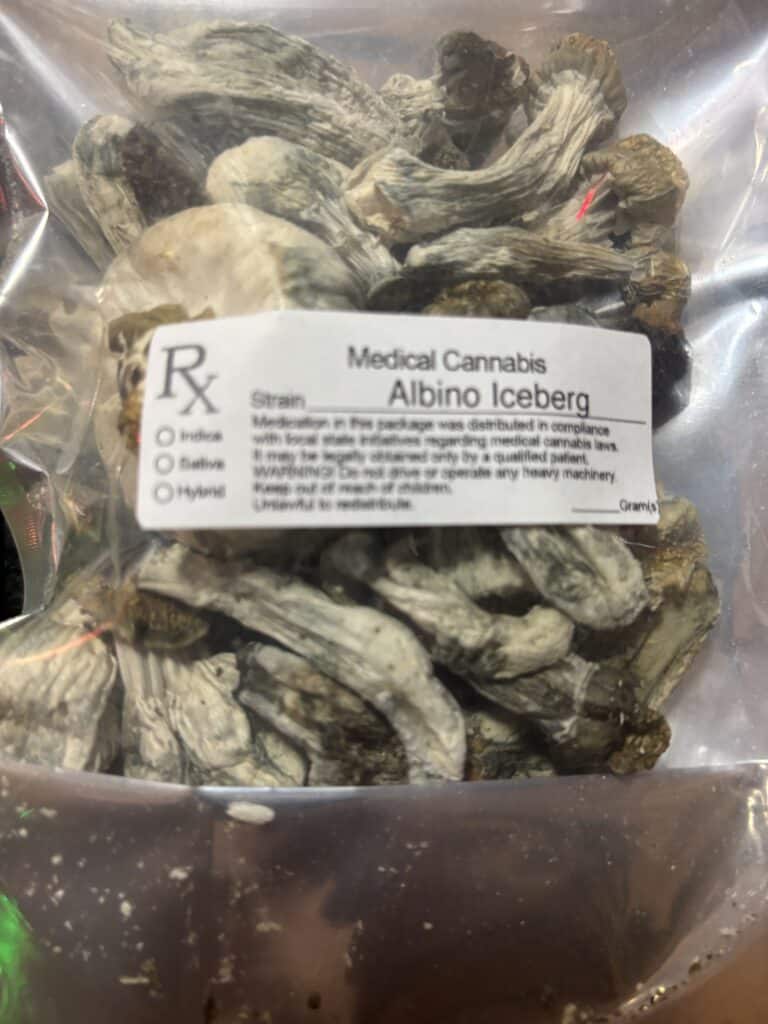 Rx
Medical Cannabis
Strain Albino Iceberg
Indica
Sativa
Hybrid
Medication in this package was distributed in compliance
with local state initiatives regarding medical cannabis laws.
It may be legally obtained only by a qualified patient.
WARNING! Do not drive or operate any heavy machinery.
Keep out of reach of children.
Unlawful to redistribute.
Gram(s)